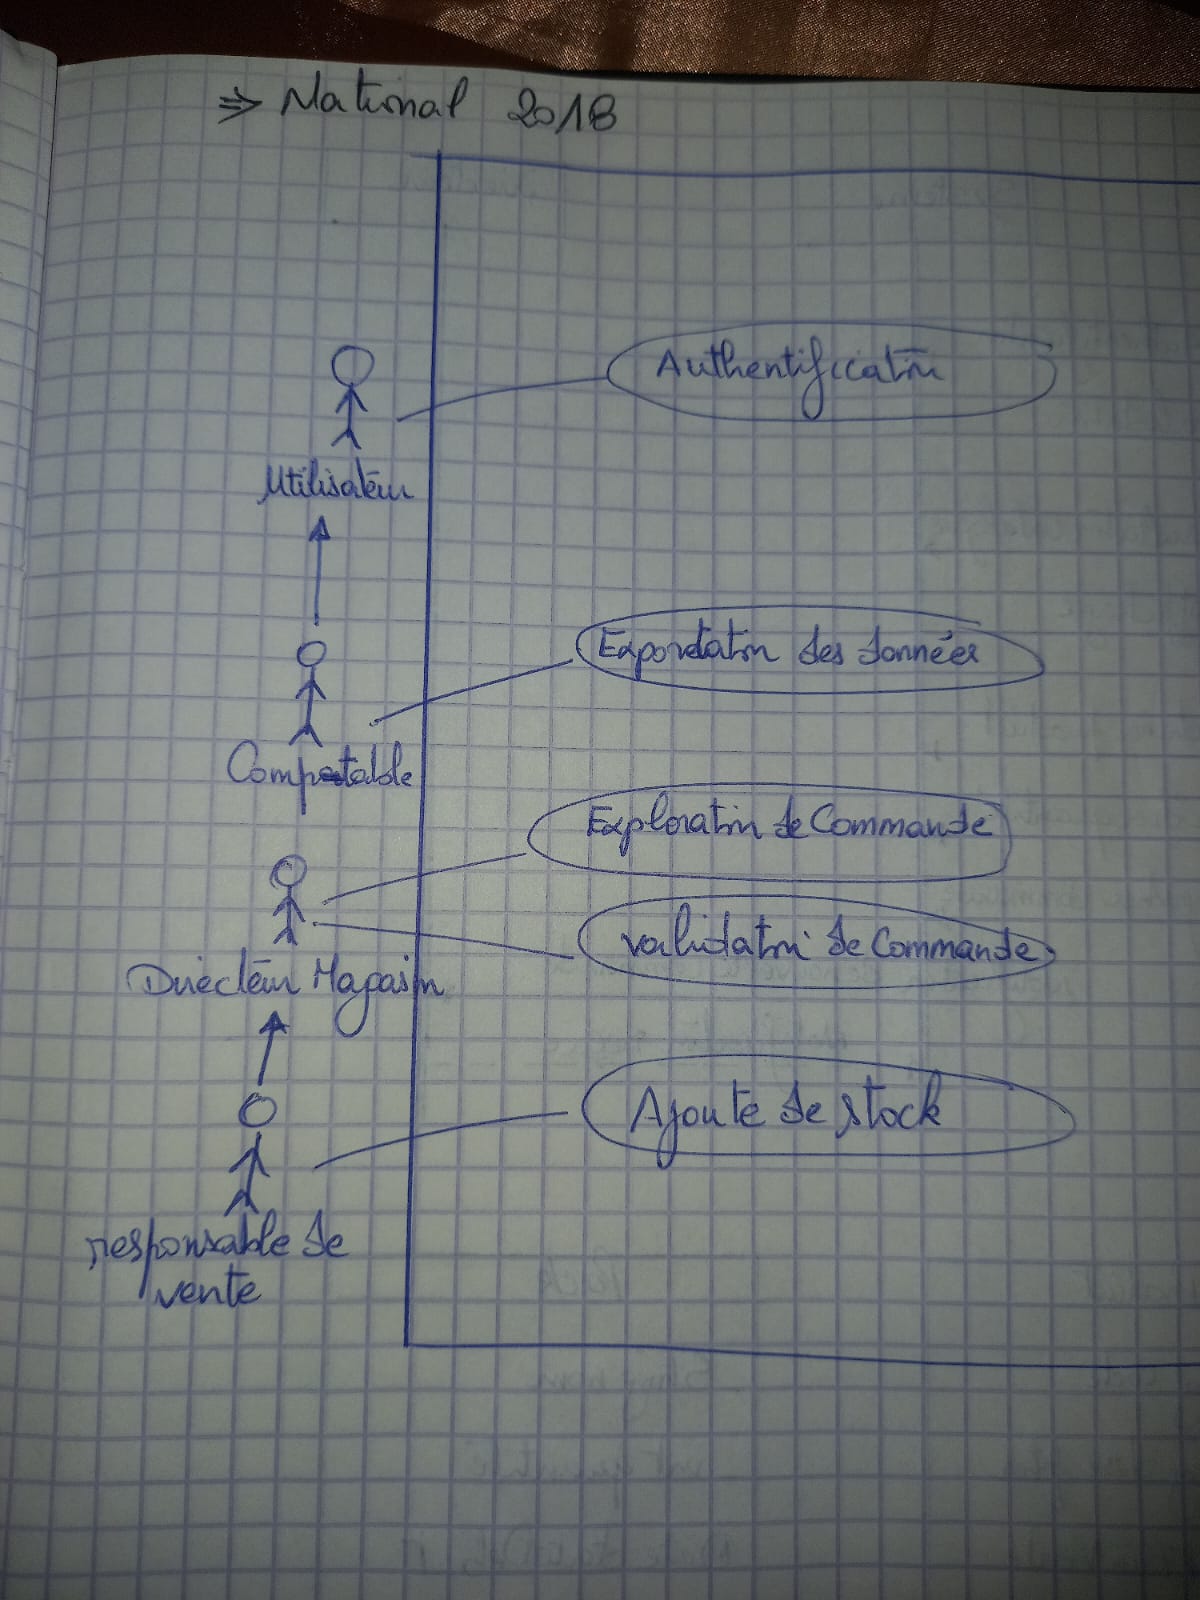 ⇒ National 2018
Authentification
Utilisateur
Exportation des données
Comptable
Exploration de Commande
Validation de Commande
Directeur Magasin
Ajoute de stock
responsable de
vente